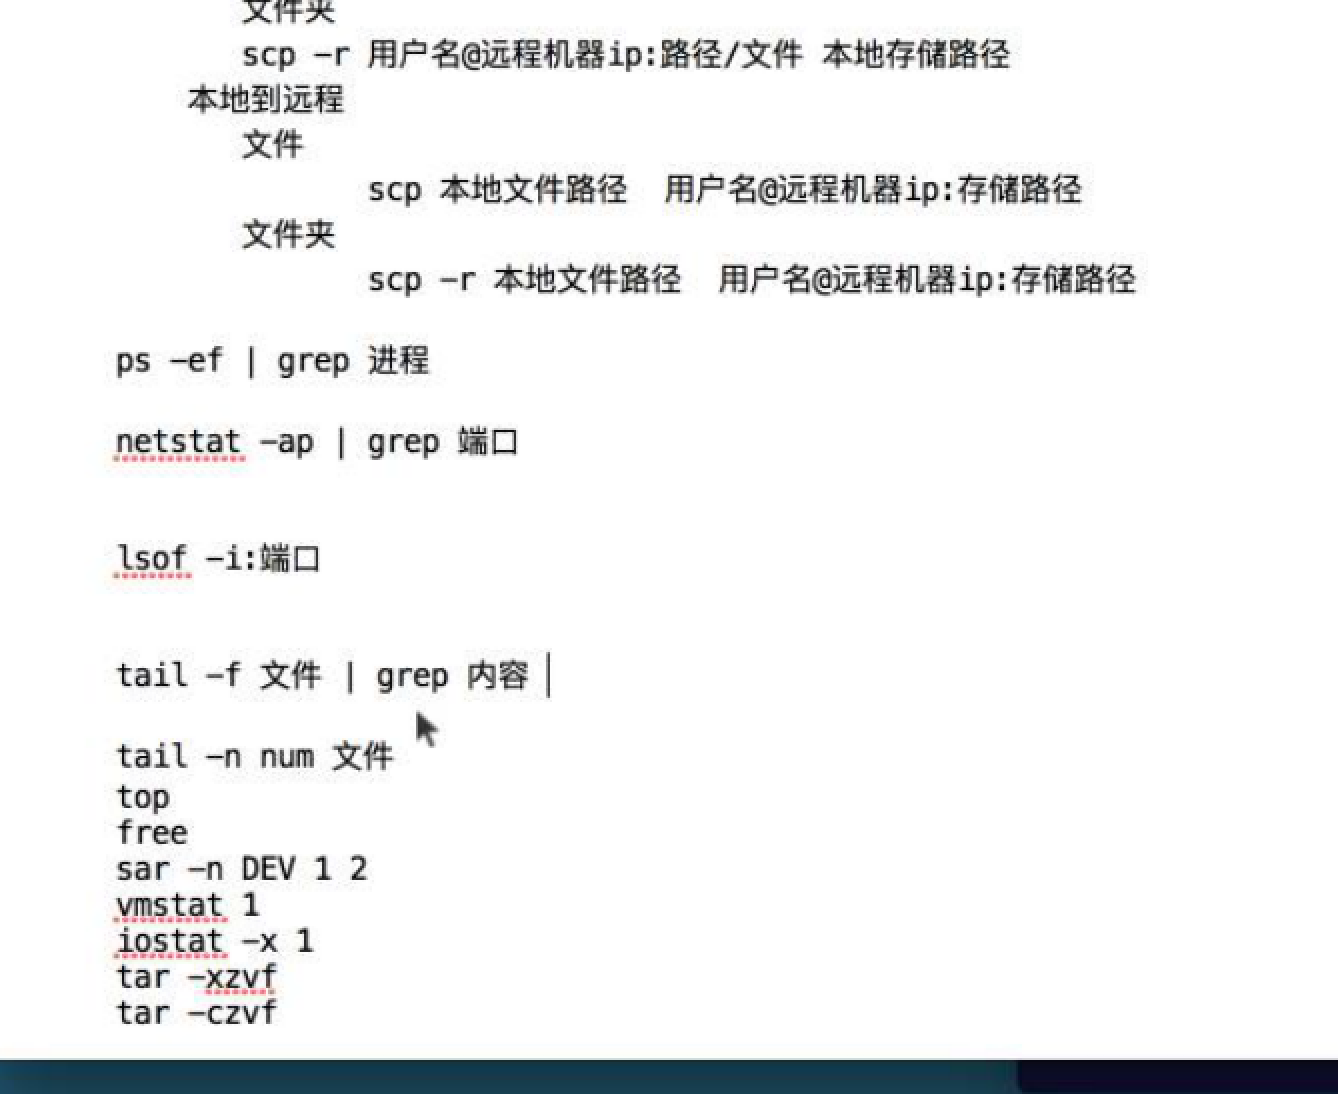 文件夹
scp -r 用户名@远程机器ip:路径/文件 本地存储路径
本地到远程
文件
scp 本地文件路径 用户名@远程机器ip:存储路径
文件夹
scp -r 本地文件路径 用户名@远程机器ip:存储路径
ps -ef | grep 进程
netstat -ap | grep 端口
lsof -i:端口
tail -f 文件 | grep 内容
tail -n num 文件
top
free
sar -n DEV 1 2
vmstat 1
iostat -x 1
tar -xzvf
tar -czvf